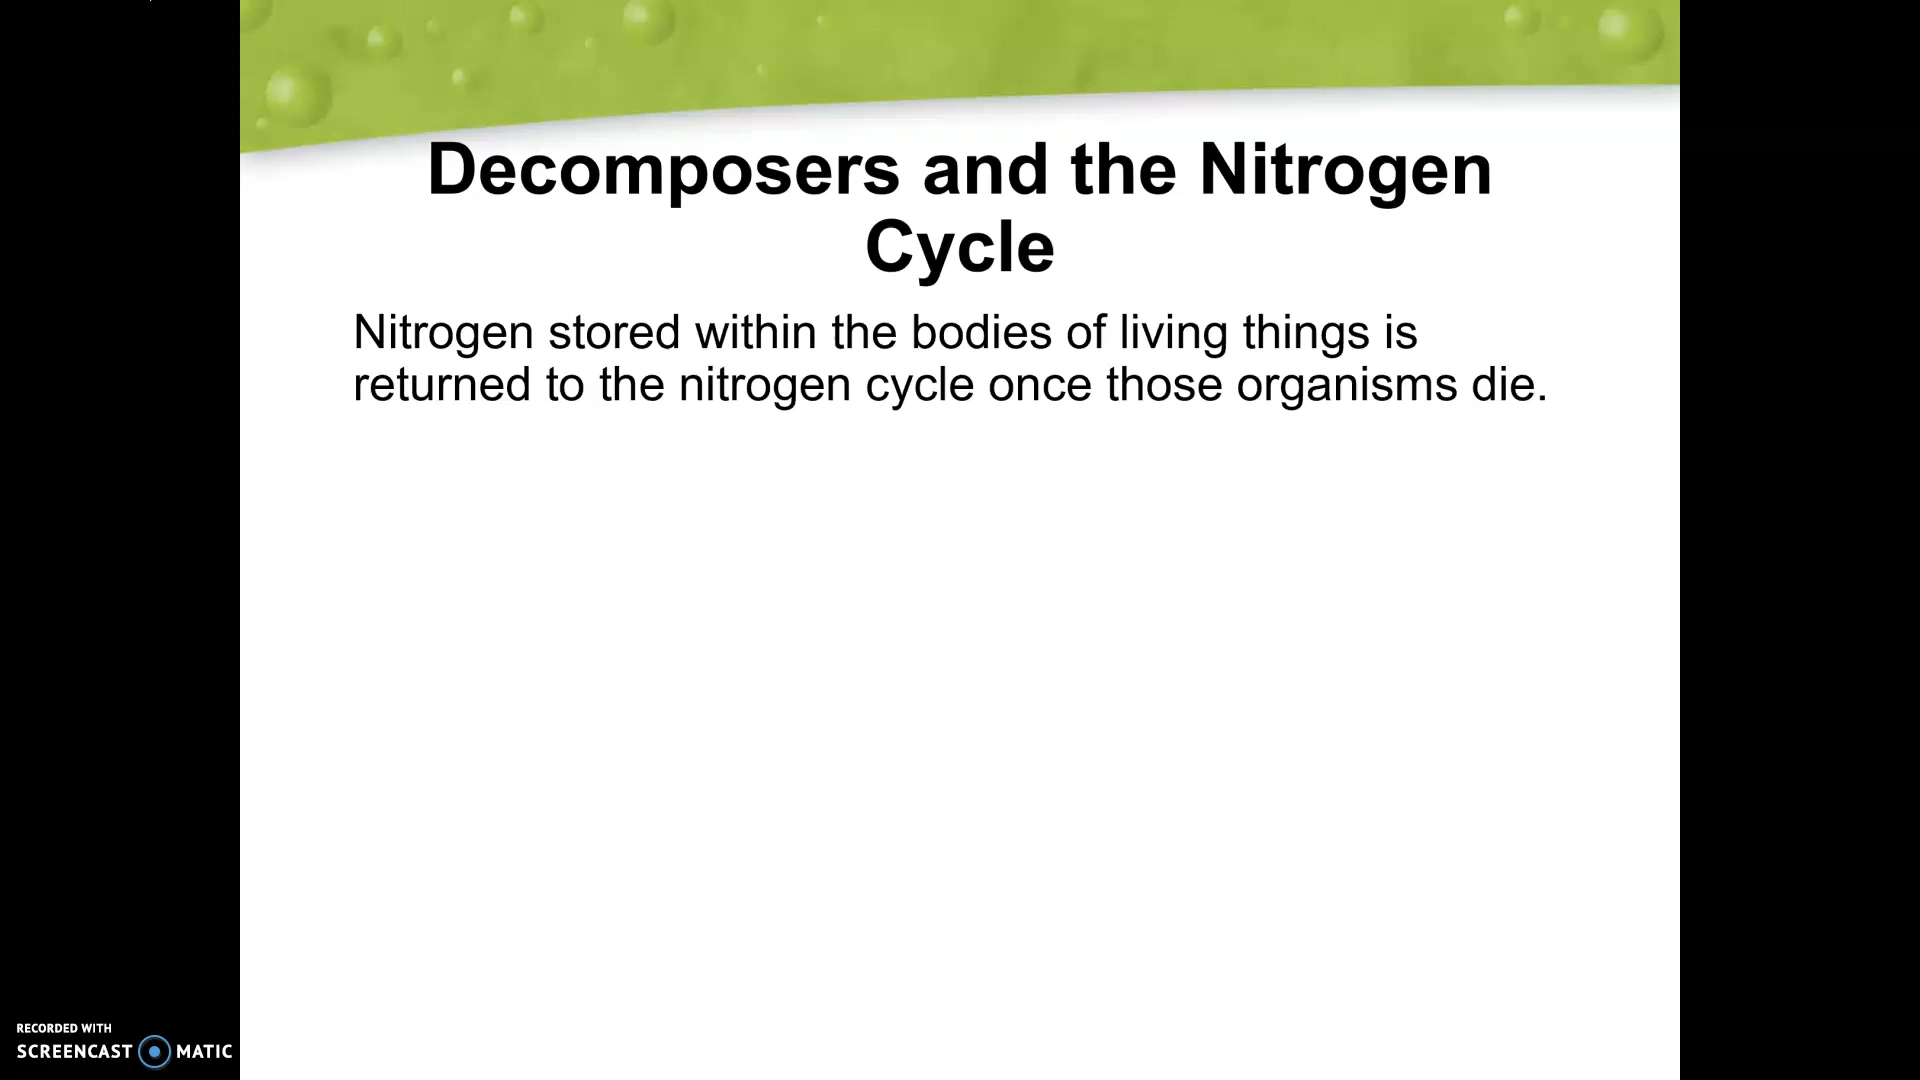 Decomposers and the Nitrogen
Cycle
Nitrogen stored within the bodies of living things is
returned to the nitrogen cycle once those organisms die.
RECORDED WITH
SCREENCAST MATIC